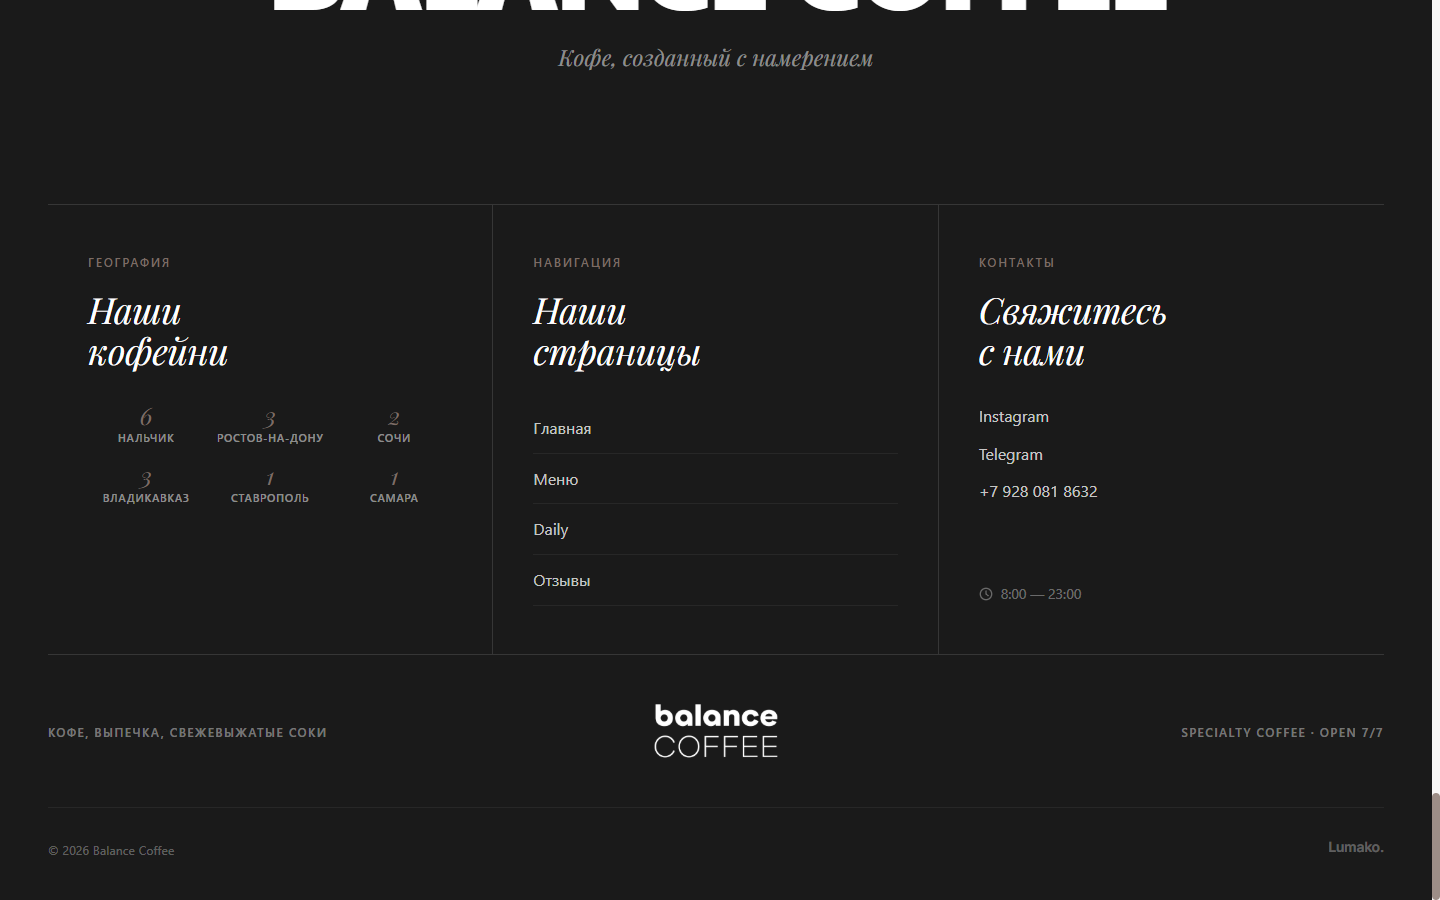 BALANCE COFFEE
Кофе, созданный с намерением
ГЕОГРАФИЯ
Наши
кофейни
6
НАЛЬЧИК
3
РОСТОВ-НА-ДОНУ
2
СОЧИ
3
ВЛАДИКАВКАЗ
1
СТАВРОПОЛЬ
1
САМАРА
НАВИГАЦИЯ
Наши
страницы
Главная
Меню
Daily
Отзывы
КОНТАКТЫ
Свяжитесь
с нами
Instagram
Telegram
+7 928 081 8632
8:00 — 23:00
КОФЕ, ВЫПЕЧКА, СВЕЖЕВЫЖАТЫЕ СОКИ
balance
COFFEE
SPECIALTY COFFEE · OPEN 7/7
© 2026 Balance Coffee
Lumako.